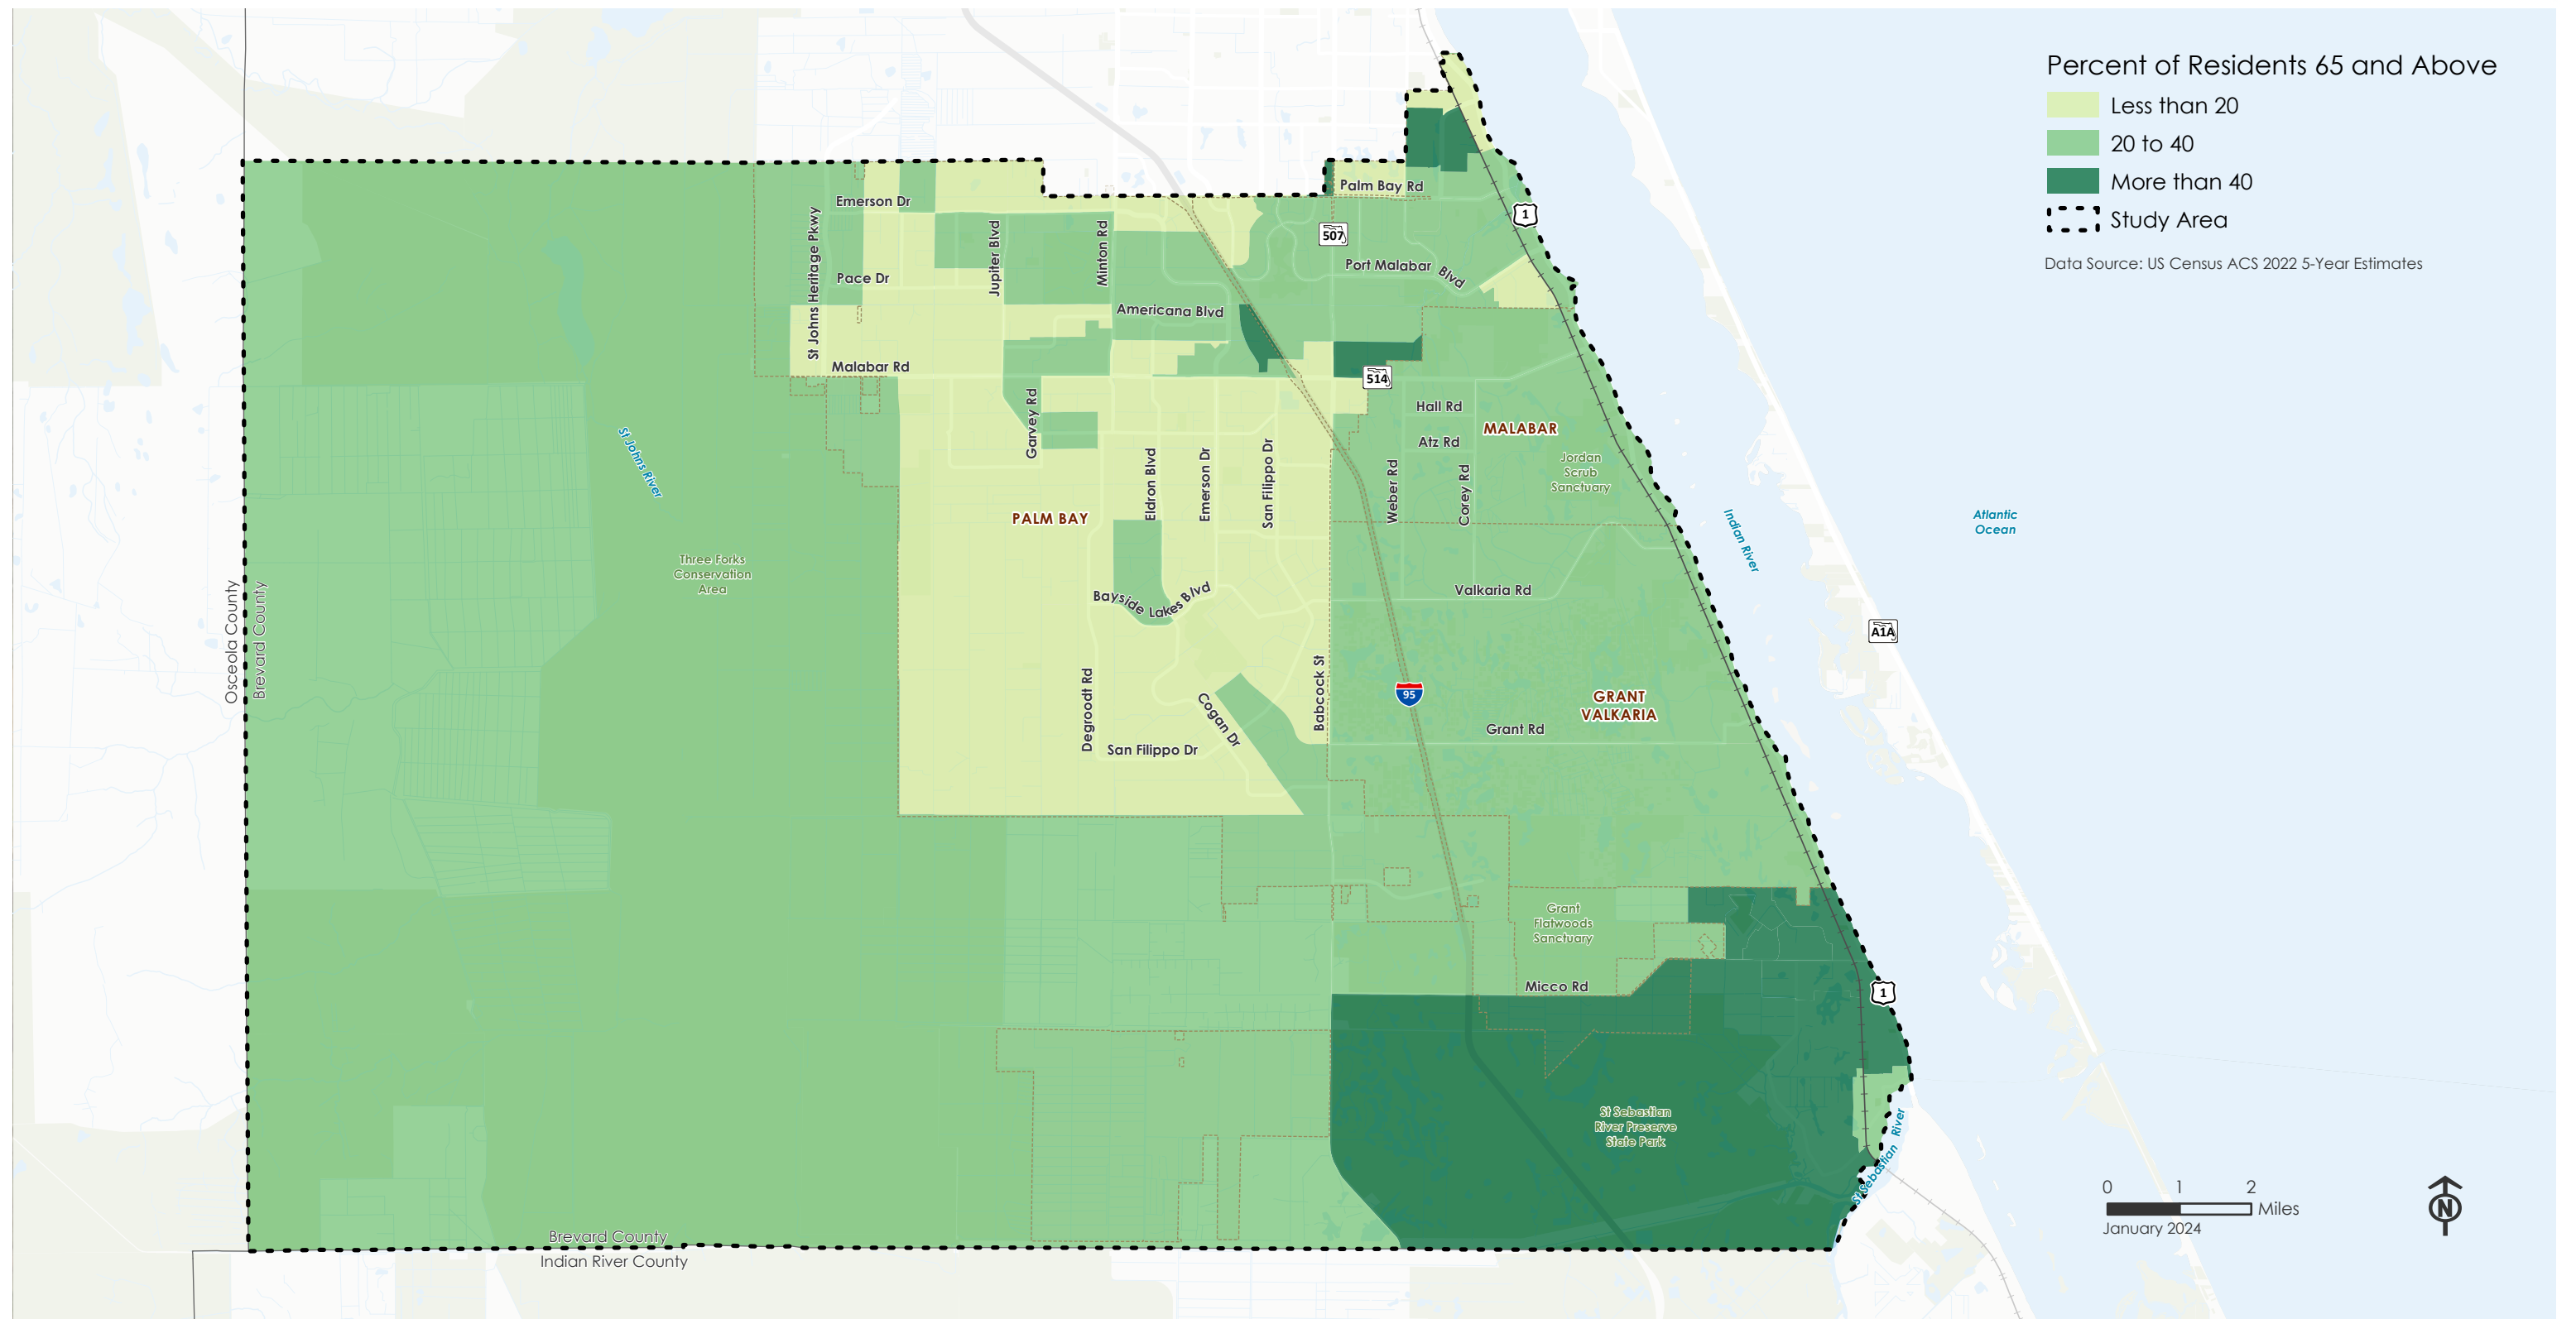 Percent of Residents 65 and Above
Less than 20
20 to 40
More than 40
Study Area
Data Source: US Census ACS 2022 5-Year Estimates
Palm Bay Rd
Emerson Dr
St Johns Heritage Pkwy
Jupiter Blvd
Minton Rd
507
1
Pace Dr
Port Malabar Blvd
Americana Blvd
Malabar Rd
514
Garvey Rd
Hall Rd
MALABAR
Atz Rd
St Johns River
Eldron Blvd
Emerson Dr
San Filippo Dr
Weber Rd
Corey Rd
Jordan
Scrub
Sanctuary
PALM BAY
Indian River
Atlantic
Ocean
Three Forks
Conservation
Area
Bayside Lakes Blvd
Valkaria Rd
Osceola County
Brevard County
A1A
Degroodt Rd
Cogan Dr
Babcock St
95
GRANT
VALKARIA
San Filippo Dr
Grant Rd
Grant
Flatwoods
Sanctuary
Micco Rd
1
St Sebastian
River Preserve
State Park
St Sebastian River
0 1 2
Miles
January 2024
N
Brevard County
Indian River County